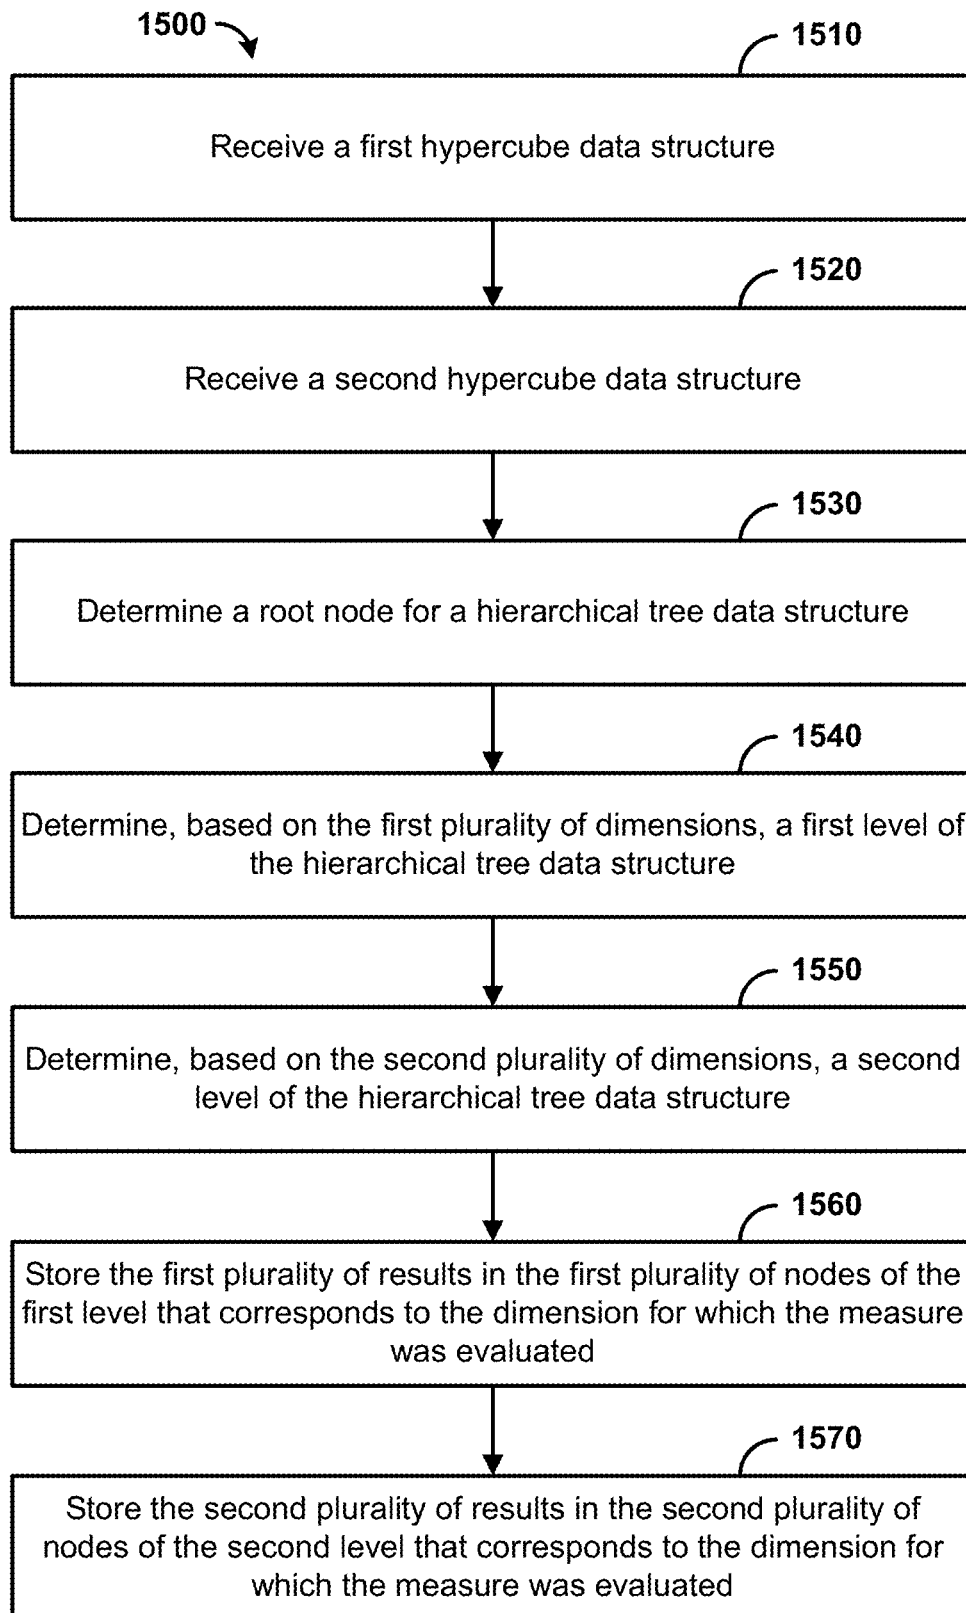 1500
1510
Receive a first hypercube data structure
1520
Receive a second hypercube data structure
1530
Determine a root node for a hierarchical tree data structure
1540
Determine, based on the first plurality of dimensions, a first level of
the hierarchical tree data structure
1550
Determine, based on the second plurality of dimensions, a second
level of the hierarchical tree data structure
1560
Store the first plurality of results in the first plurality of nodes of the
first level that corresponds to the dimension for which the measure
was evaluated
1570
Store the second plurality of results in the second plurality of
nodes of the second level that corresponds to the dimension for
which the measure was evaluated